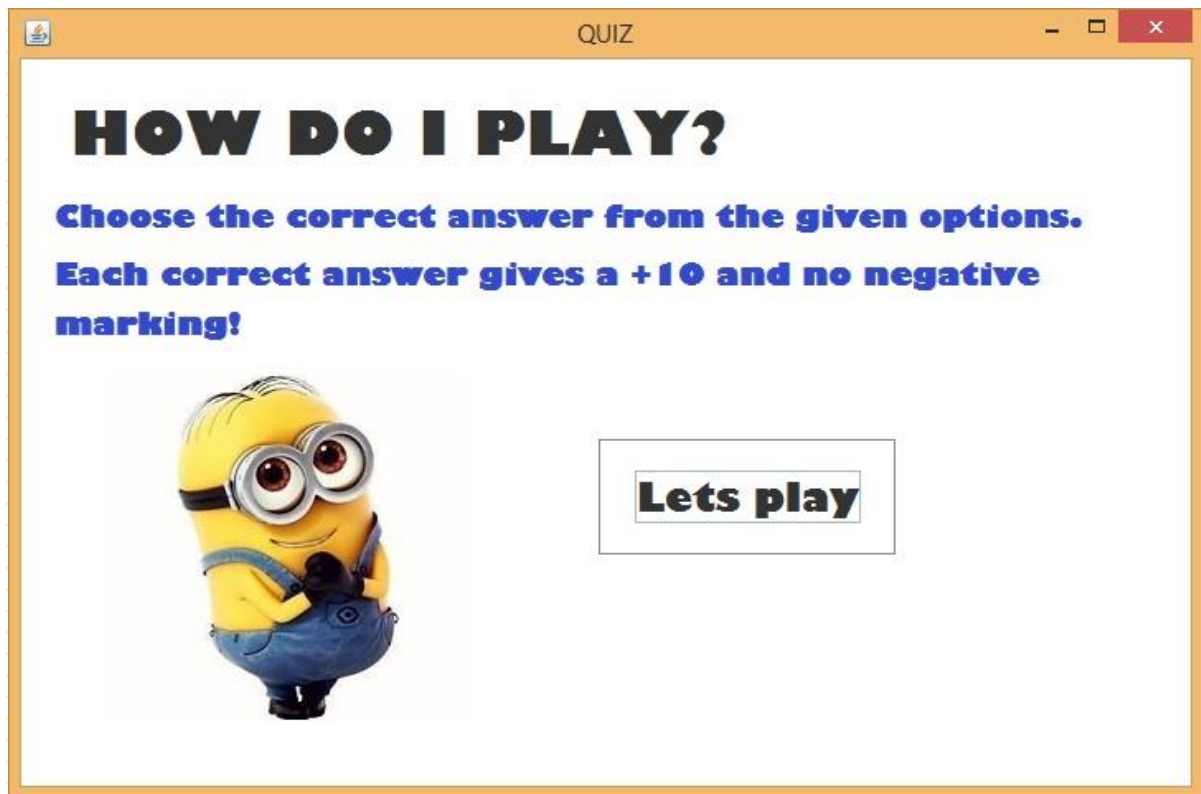 QUIZ
HOW DO I PLAY?
Choose the correct answer from the given options.
Each correct answer gives a +10 and no negative
marking!
Lets play